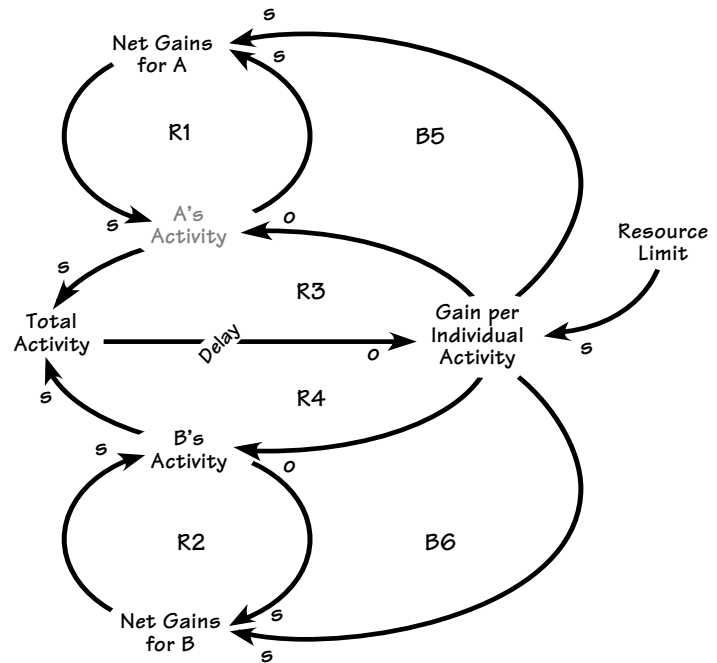 s
Net Gains
for A
s
R1
B5
s
A's
Activity
o
Resource
Limit
s
R3
Total
Activity
Delay
o
Gain per
Individual
Activity
s
s
R4
s
B's
Activity
o
R2
B6
Net Gains
for B
s
s